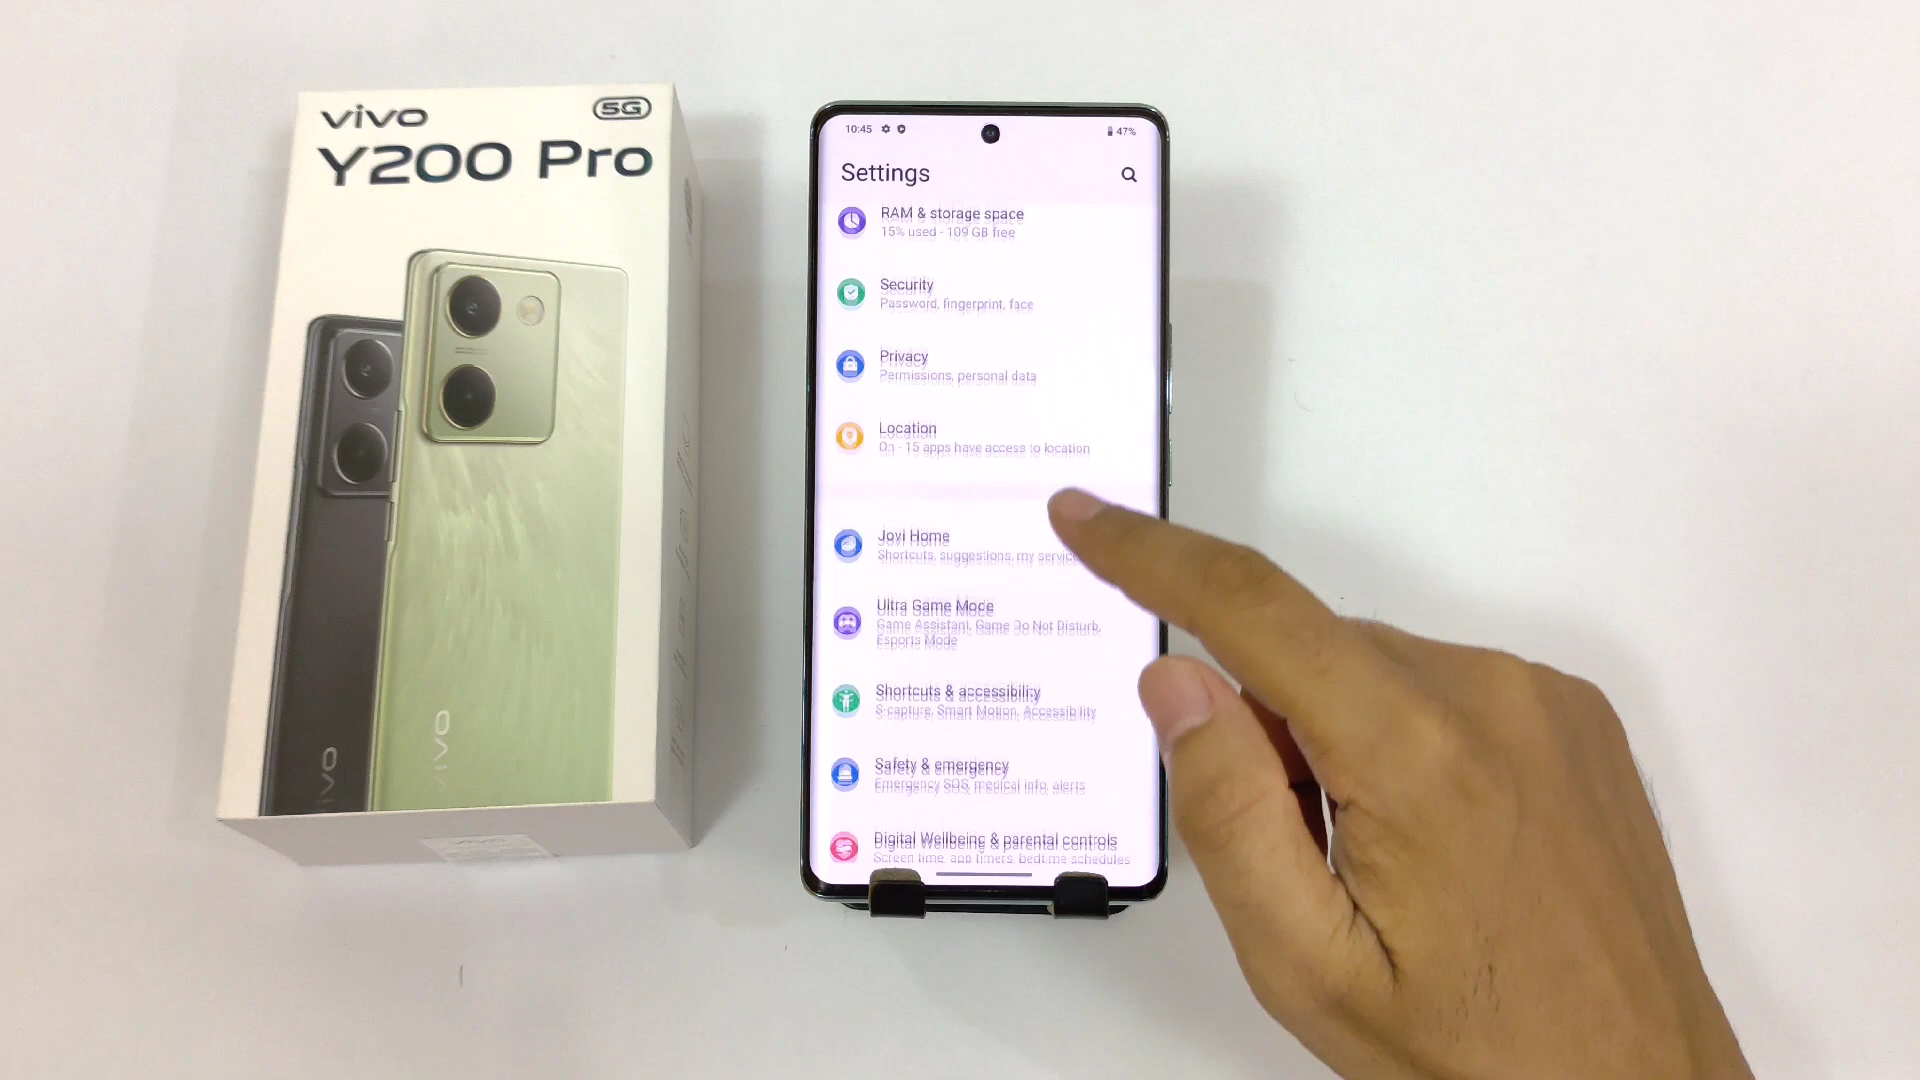 vivo
5G
Y200 Pro
vivo
vivo
vivo
10:45
47%
Settings
RAM & storage space
15% used - 109 GB free
Security
Password, fingerprint, face
Privacy
Permissions, personal data
Location
On - 15 apps have access to location
Jovi Home
Shortcuts, suggestions, my service
Ultra Game Mode
Game Assistant, Game Do Not Disturb,
Esports Mode
Shortcuts & accessibility
S-capture, Smart Motion, Accessibility
Safety & emergency
Emergency SOS, medical info, alerts
Digital Wellbeing & parental controls
Screen time, app timers, bedtime schedules